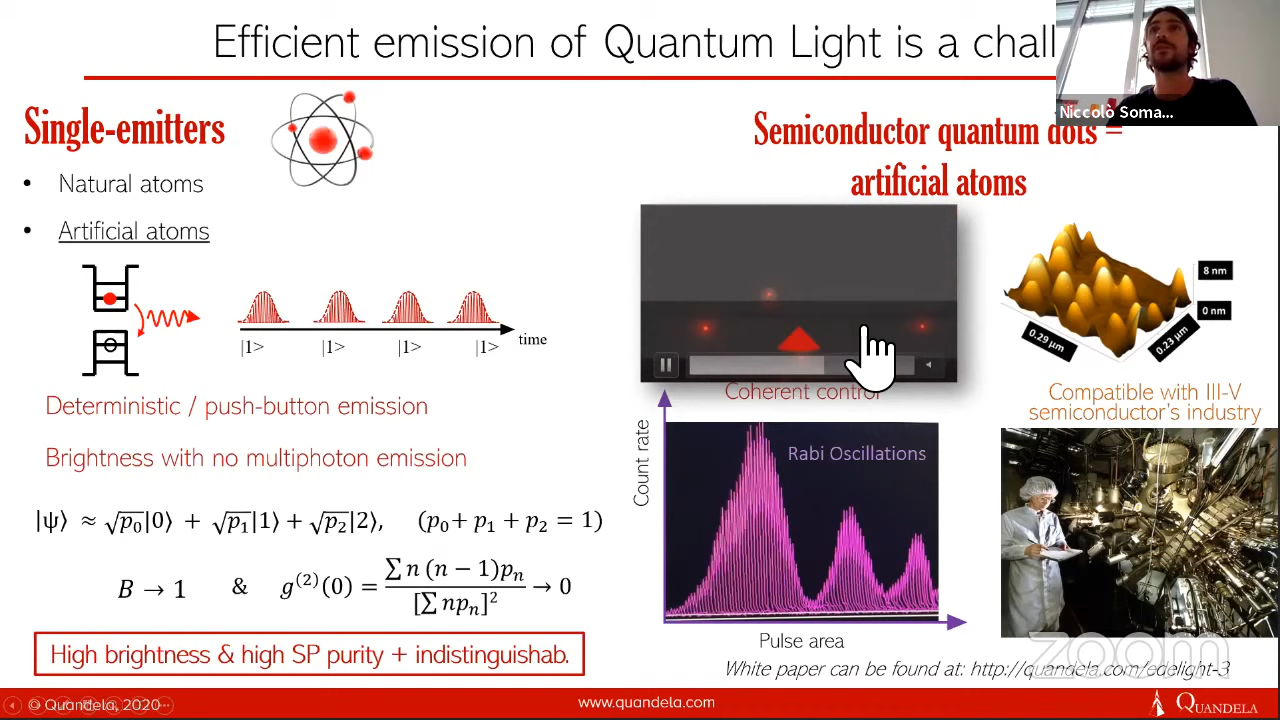 Efficient emission of Quantum Light is a chall
Niccolò Soma...
Single-emitters
• Natural atoms
• Artificial atoms
|1> |1> |1> |1>
time
Deterministic / push-button emission
Brightness with no multiphoton emission
|ψ⟩ ≈ √p₀|0⟩ + √p₁|1⟩ + √p₂|2⟩, (p₀+ p₁ + p₂ = 1)
B → 1 & g⁽²⁾(0) = ∑ n (n − 1)pₙ / [∑ npₙ]² → 0
High brightness & high SP purity + indistinguishab.
Semiconductor quantum dots =
artificial atoms
8 nm
0 nm
0.29 µm
0.23 µm
Coherent control
Count rate
Rabi Oscillations
Pulse area
Compatible with III-V
semiconductor's industry
zoom
White paper can be found at: http://quandela.com/edelight-3
© Quandela, 2020
www.quandela.com
QUANDELA